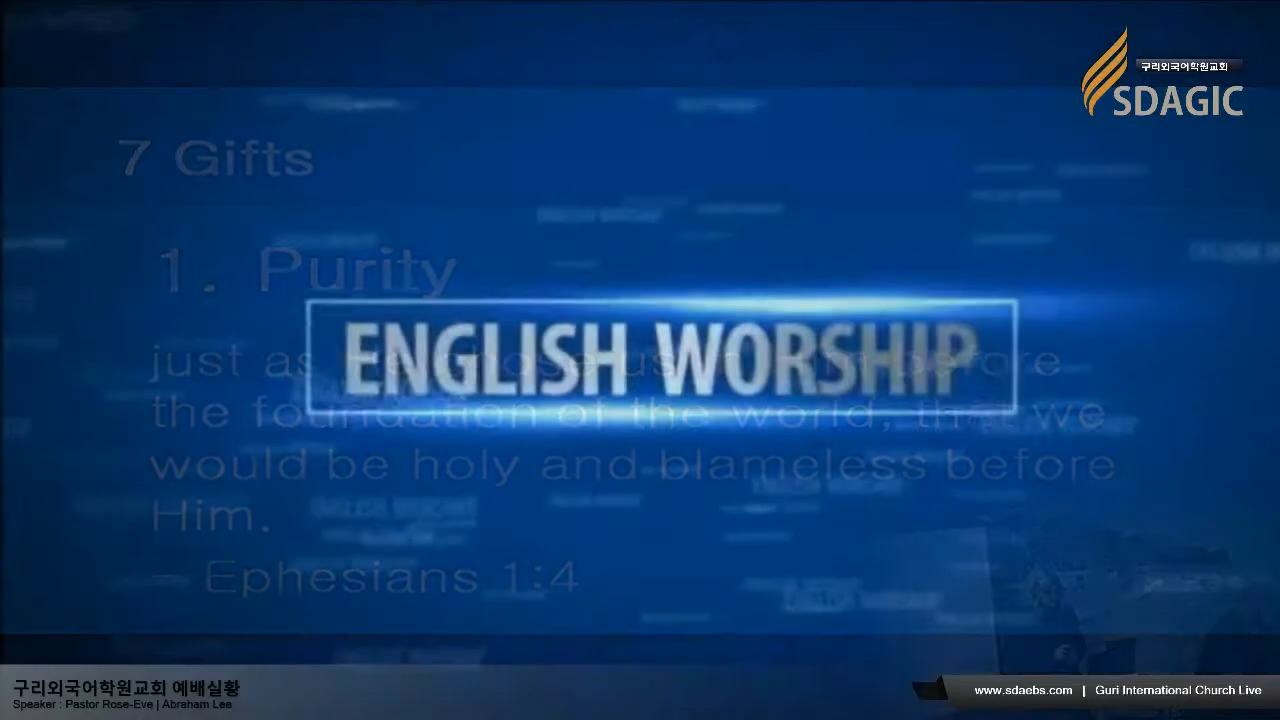 구리외국어학원교회
SDAGIC
7 Gifts
1. Purity
ENGLISH WORSHIP
just as us before
the foundation of the world, that we
would be holy and blameless before
Him.
- Ephesians 1:4
구리외국어학원교회 예배실황
Speaker : Pastor Rose-Eve | Abraham Lee
www.sdaebs.com | Guri International Church Live